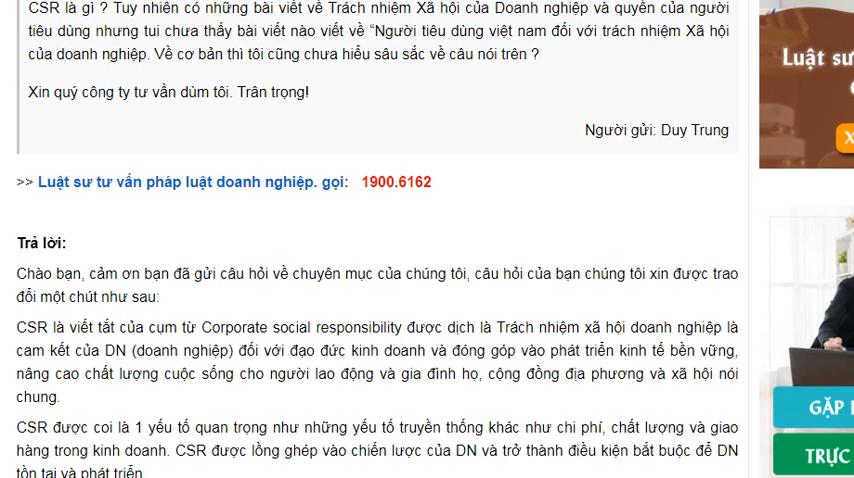 CSR là gì ? Tuy nhiên có những bài viết về Trách nhiệm Xã hội của Doanh nghiệp và quyền của người
tiêu dùng nhưng tui chưa thấy bài viết nào viết về “Người tiêu dùng việt nam đối với trách nhiệm Xã hội
của doanh nghiệp. Về cơ bản thì tôi cũng chưa hiểu sâu sắc về câu nói trên ?
Xin quý công ty tư vấn dùm tôi. Trân trọng!
Người gửi: Duy Trung
>> Luật sư tư vấn pháp luật doanh nghiệp. gọi: 1900.6162
Trả lời:
Chào bạn, cảm ơn bạn đã gửi câu hỏi về chuyên mục của chúng tôi, câu hỏi của bạn chúng tôi xin được trao
đổi một chút như sau:
CSR là viết tắt của cụm từ Corporate social responsibility được dịch là Trách nhiệm xã hội doanh nghiệp là
cam kết của DN (doanh nghiệp) đối với đạo đức kinh doanh và đóng góp vào phát triển kinh tế bền vững,
nâng cao chất lượng cuộc sống cho người lao động và gia đình họ, cộng đồng địa phương và xã hội nói
chung.
CSR được coi là 1 yếu tố quan trọng như những yếu tố truyền thống khác như chi phí, chất lượng và giao
hàng trong kinh doanh. CSR được lồng ghép vào chiến lược của DN và trở thành điều kiện bắt buộc để DN
tồn tại và phát triển
Luật sư
X
GẶP
TRỰC